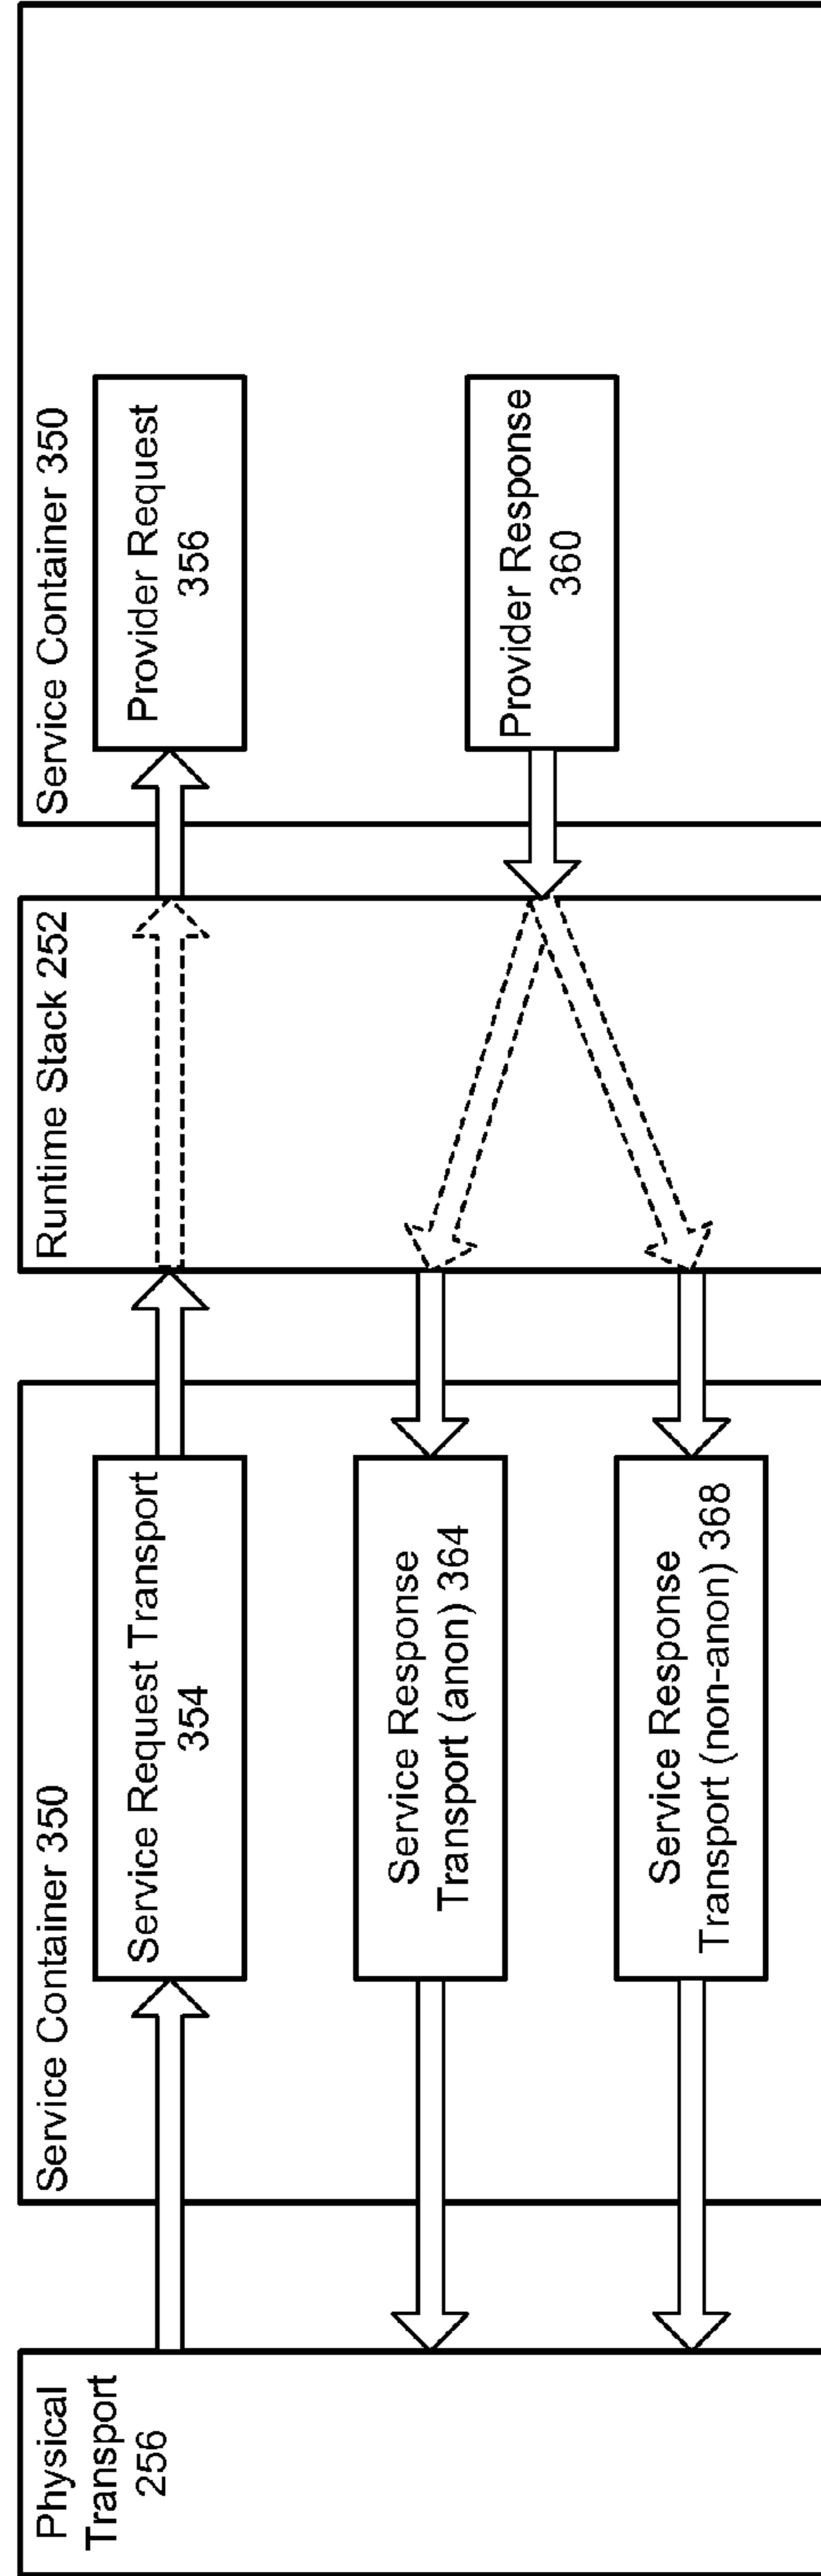 Physical
Transport
256
Service Container 350
Service Request Transport
354
Service Response
Transport (anon) 364
Service Response
Transport (non-anon) 368
Runtime Stack 252
Service Container 350
Provider Request
356
Provider Response
360